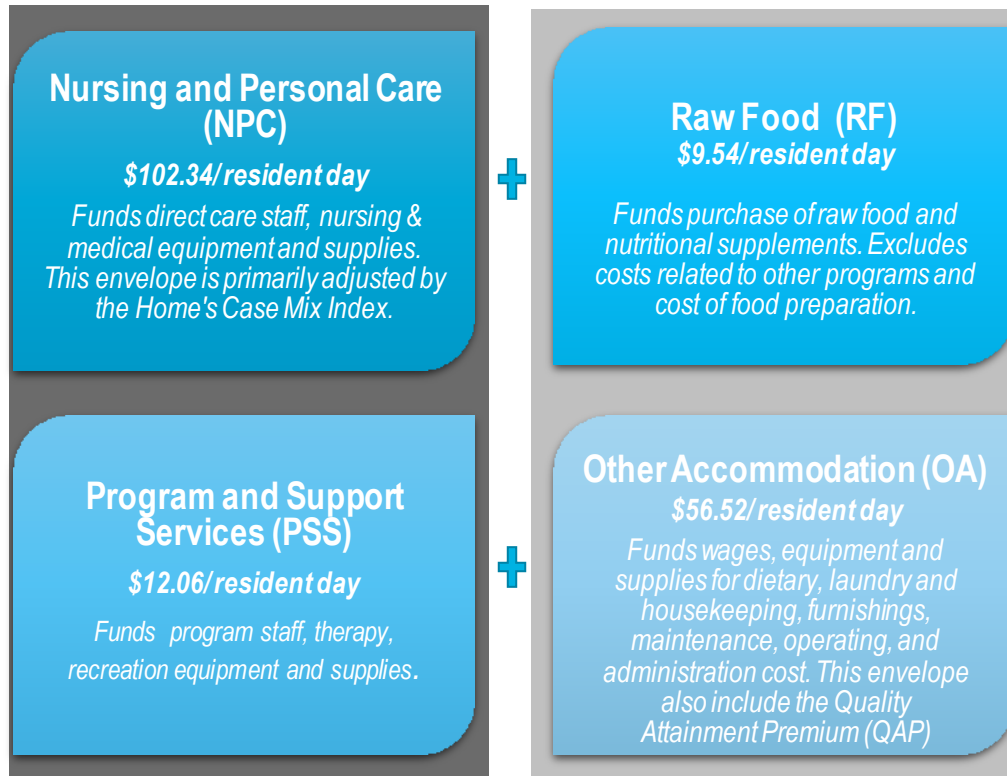 Nursing and Personal Care
(NPC)
$102.34/resident day
Funds direct care staff, nursing &
medical equipment and supplies.
This envelope is primarily adjusted by
the Home's Case Mix Index.
Raw Food (RF)
$9.54/resident day
Funds purchase of raw food and
nutritional supplements. Excludes
costs related to other programs and
cost of food preparation.
Program and Support
Services (PSS)
$12.06/resident day
Funds program staff, therapy,
recreation equipment and supplies.
Other Accommodation (OA)
$56.52/resident day
Funds wages, equipment and
supplies for dietary, laundry and
housekeeping, furnishings,
maintenance, operating, and
administration cost. This envelope
also include the Quality
Attainment Premium (QAP)